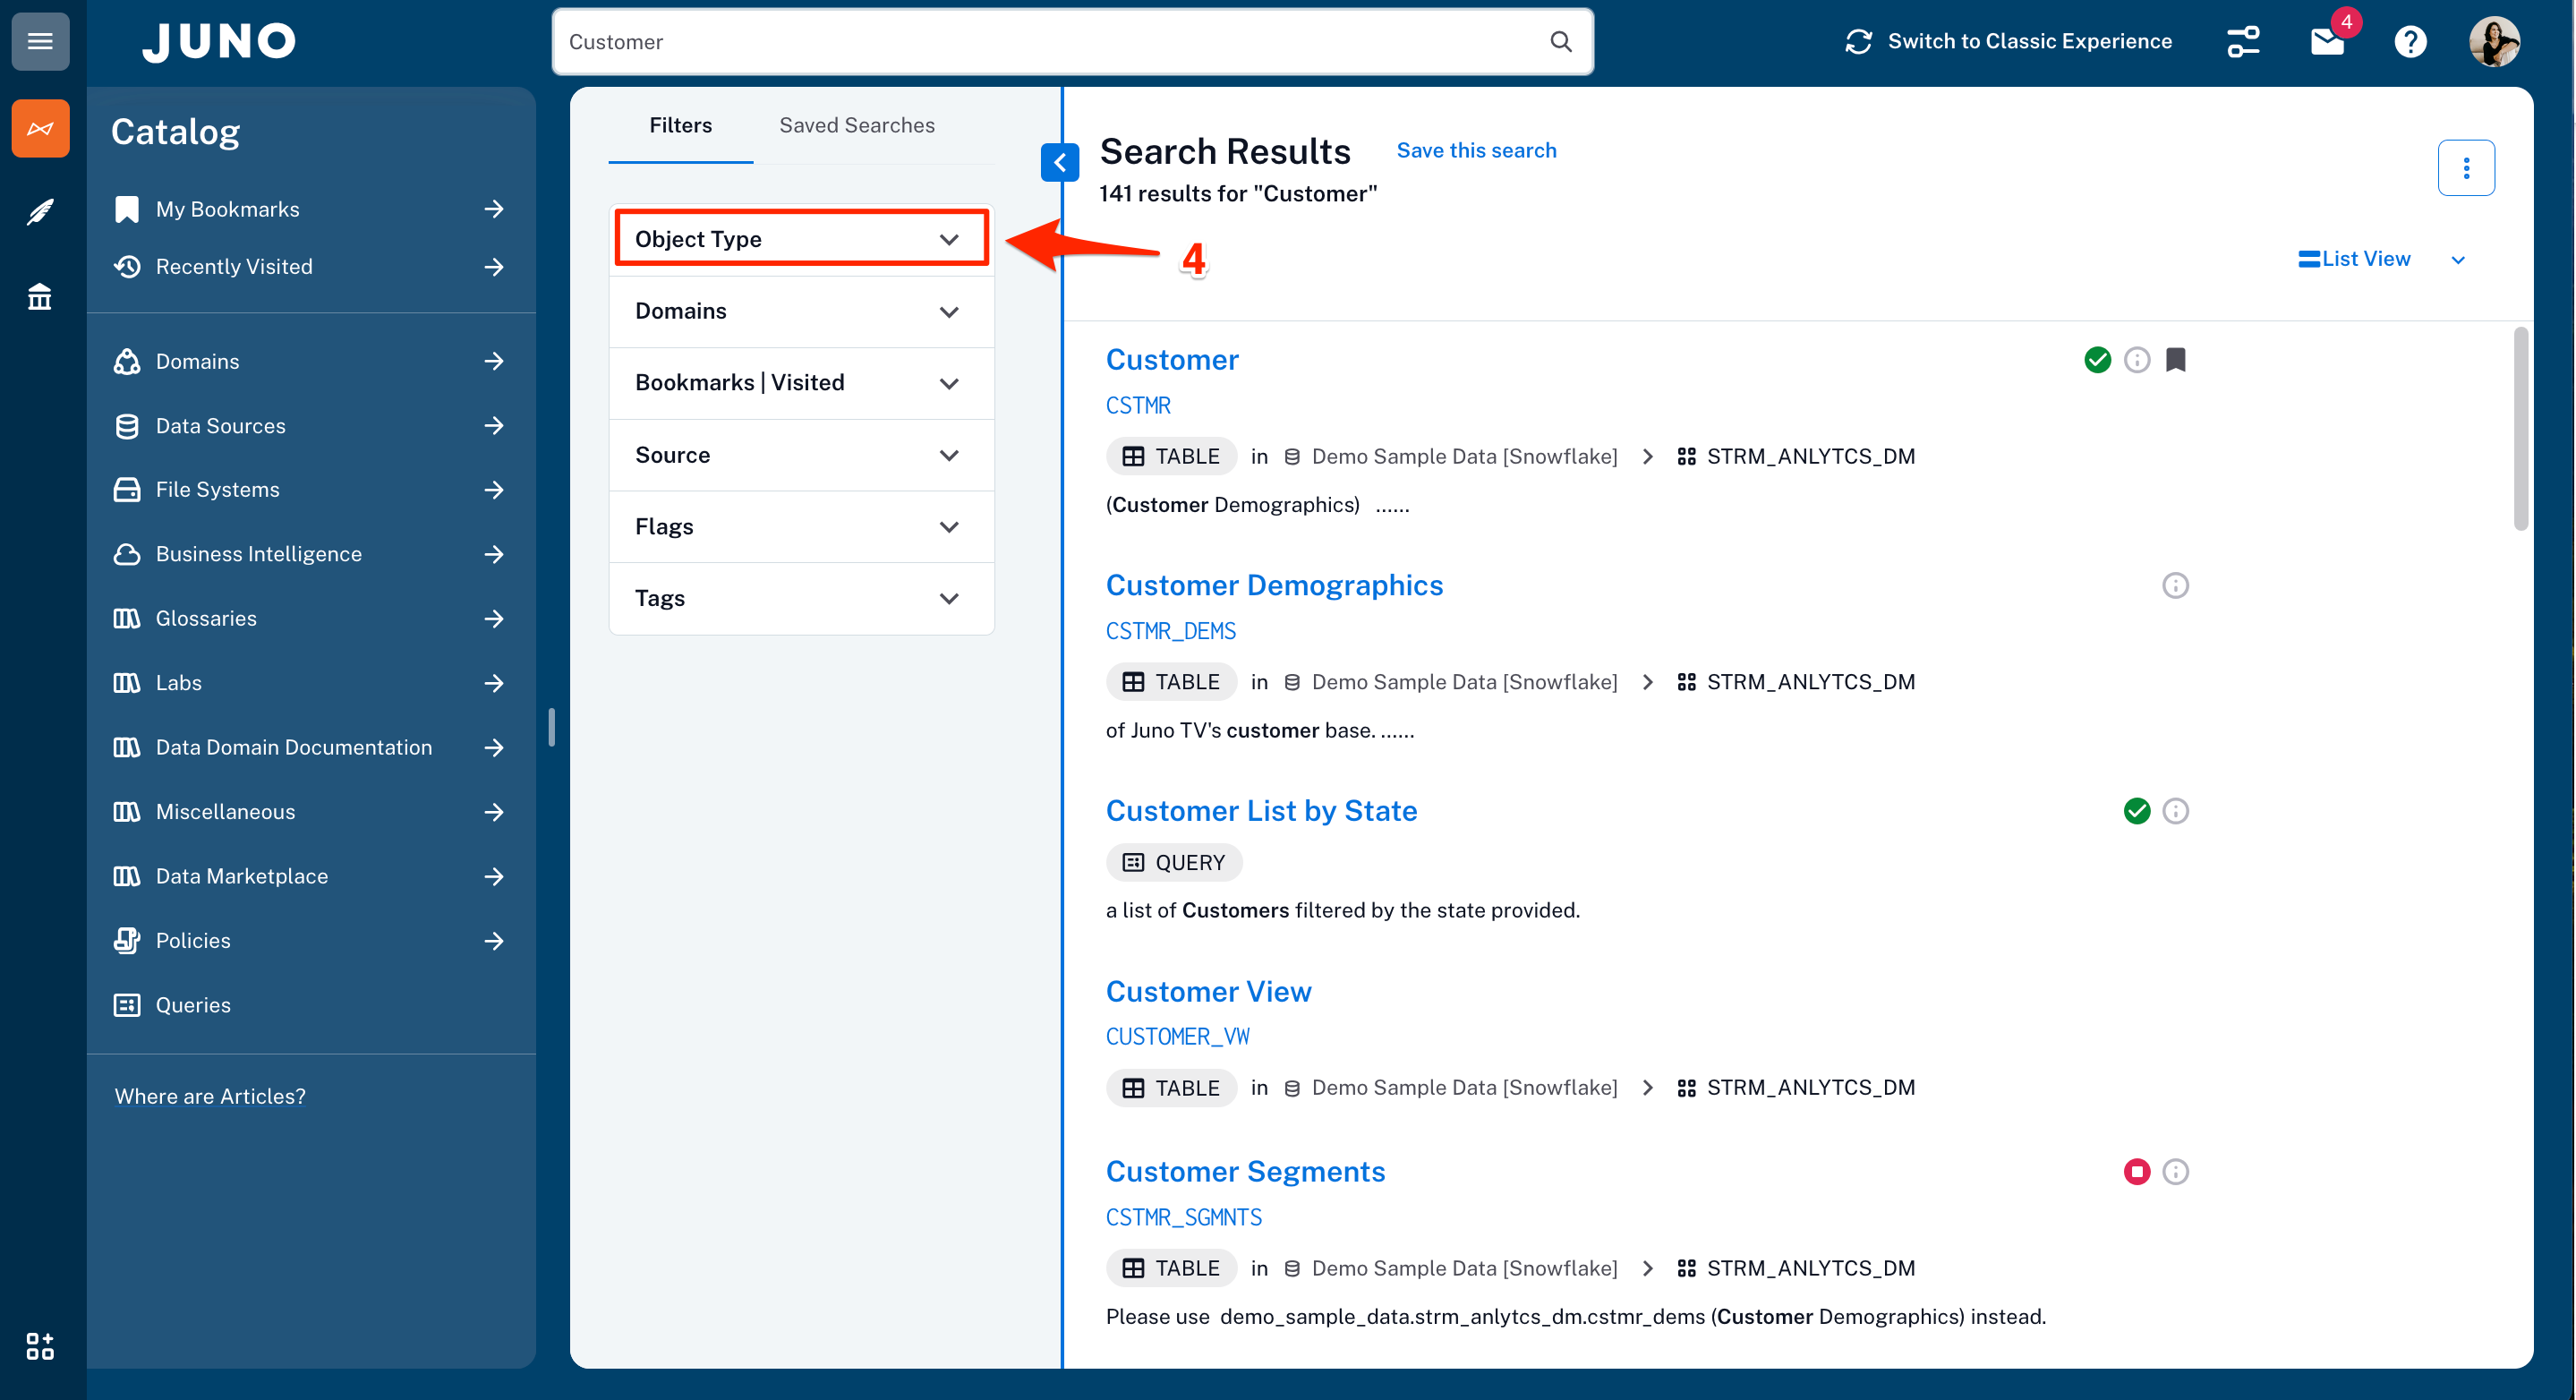 JUNO
Customer
Switch to Classic Experience
4
Catalog
My Bookmarks
Recently Visited
Domains
Data Sources
File Systems
Business Intelligence
Glossaries
Labs
Data Domain Documentation
Miscellaneous
Data Marketplace
Policies
Queries
Where are Articles?
Filters
Saved Searches
Object Type
Domains
Bookmarks | Visited
Source
Flags
Tags
4
Search Results
Save this search
141 results for "Customer"
List View
Customer
CSTMR
TABLE in Demo Sample Data [Snowflake] STRM_ANLYTCS_DM
(Customer Demographics) ......
Customer Demographics
CSTMR_DEMS
TABLE in Demo Sample Data [Snowflake] STRM_ANLYTCS_DM
of Juno TV's customer base. ......
Customer List by State
QUERY
a list of Customers filtered by the state provided.
Customer View
CUSTOMER_VW
TABLE in Demo Sample Data [Snowflake] STRM_ANLYTCS_DM
Customer Segments
CSTMR_SGMNTS
TABLE in Demo Sample Data [Snowflake] STRM_ANLYTCS_DM
Please use demo_sample_data.strm_anlytcs_dm.cstmr_dems (Customer Demographics) instead.